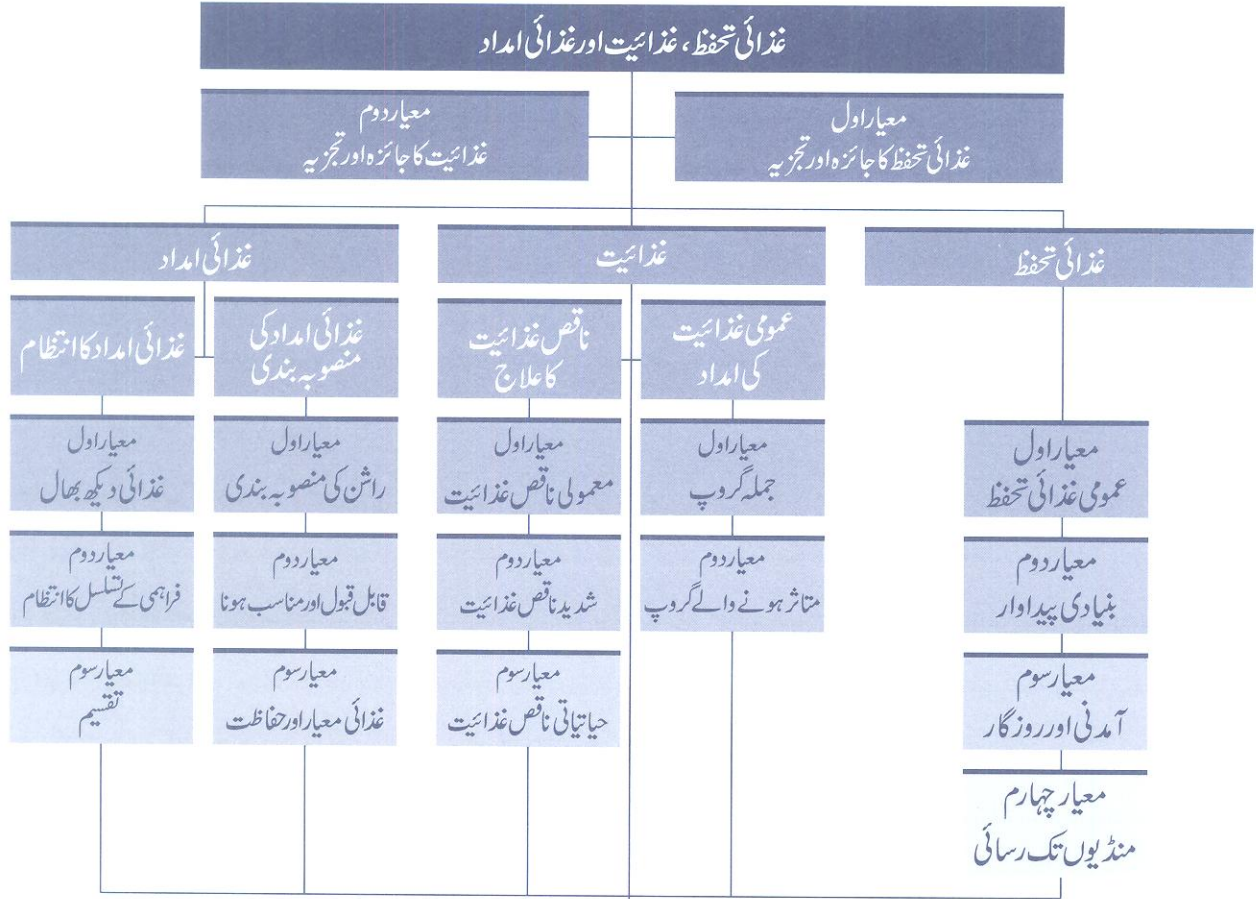 غذائی تحفظ، غذائیت اور غذائی امداد
معیار اول
غذائی تحفظ کا جائزہ اور تجزیہ
معیار دوم
غذائیت کا جائزہ اور تجزیہ
غذائی تحفظ
معیار اول
عمومی غذائی تحفظ
معیار دوم
بنیادی پیداوار
معیار سوم
آمدنی اور روزگار
معیار چہارم
منڈیوں تک رسائی
غذائیت
عمومی غذائیت
کی امداد
معیار اول
جملہ گروپ
معیار دوم
متاثر ہونے والے گروپ
ناقص غذائیت
کا علاج
معیار اول
معمولی ناقص غذائیت
معیار دوم
شدید ناقص غذائیت
معیار سوم
حیاتیاتی ناقص غذائیت
غذائی امداد
غذائی امداد کی
منصوبہ بندی
معیار اول
راشن کی منصوبہ بندی
معیار دوم
قابل قبول اور مناسب ہونا
معیار سوم
غذائی معیار اور حفاظت
غذائی امداد کا انتظام
معیار اول
غذائی دیکھ بھال
معیار دوم
فراہمی کے تسلسل کا انتظام
معیار سوم
تقسیم